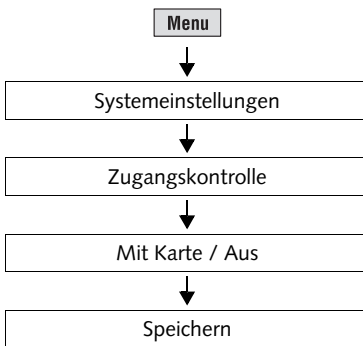 Menu
Systemeinstellungen
Zugangskontrolle
Mit Karte / Aus
Speichern